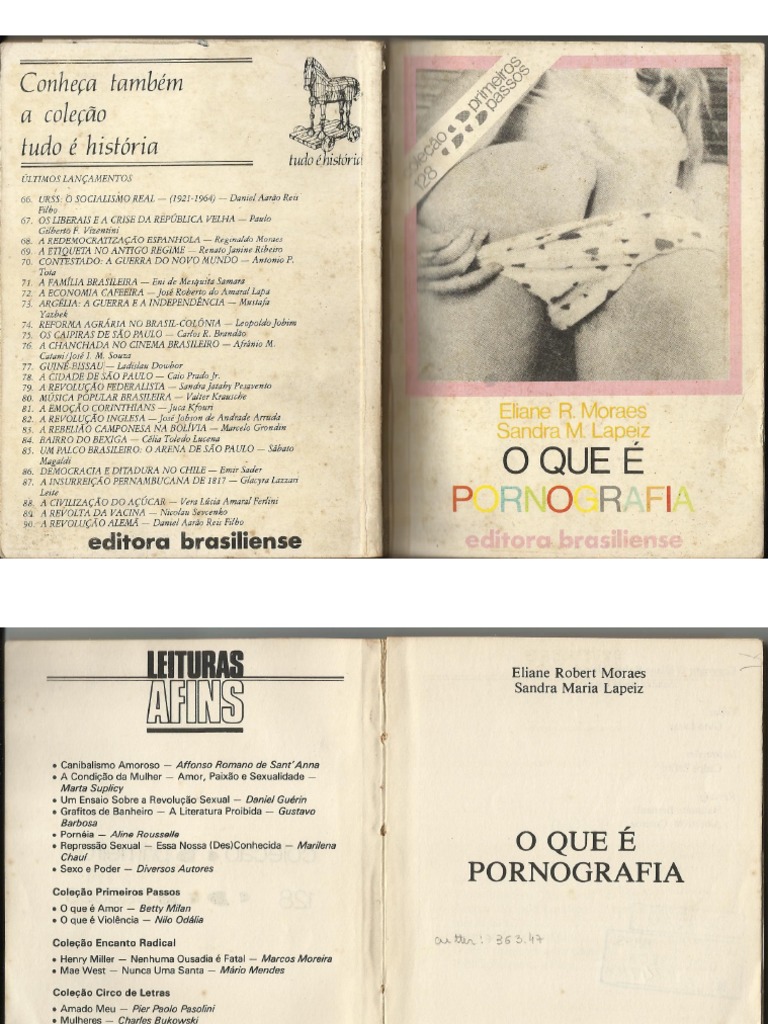 Conheça também
a coleção
tudo é história
tudo é história
ÚLTIMOS LANÇAMENTOS
66. URSS: O SOCIALISMO REAL — (1921-1964) — Daniel Aarão Reis
Filho
67. OS LIBERAIS E A CRISE DA REPÚBLICA VELHA — Paulo
Gilberto F. Vizentini
68. A REDEMOCRATIZAÇÃO ESPANHOLA — Reginaldo Moraes
69. A ETIQUETA NO ANTIGO REGIME — Renato Janine Ribeiro
70. CONTESTADO: A GUERRA DO NOVO MUNDO — Antonio P.
Tota
71. A FAMÍLIA BRASILEIRA — Eni de Mesquita Samara
72. A ECONOMIA CAFEEIRA — José Roberto do Amaral Lapa
73. ARGÉLIA: A GUERRA E A INDEPENDÊNCIA — Mustafa
Yazbek
74. REFORMA AGRÁRIA NO BRASIL-COLÔNIA — Leopoldo Jobim
75. OS CAIPIRAS DE SÃO PAULO — Carlos R. Brandão
76. A CHANCHADA NO CINEMA BRASILEIRO — Afrânio M.
Catani/José I. M. Souza
77. GUINÉ-BISSAU — Ladislau Dowbor
78. A CIDADE DE SÃO PAULO — Caio Prado Jr.
79. A REVOLUÇÃO FEDERALISTA — Sandra Jatahy Pesavento
80. MÚSICA POPULAR BRASILEIRA — Valter Krausche
81. A EMOÇÃO CORINTHIANS — Juca Kfouri
82. A REVOLUÇÃO INGLESA — José Jobson de Andrade Arruda
83. A REBELIÃO CAMPONESA NA BOLÍVIA — Marcelo Grondin
84. BAIRRO DO BEXIGA — Célia Toledo Lucena
85. UM PALCO BRASILEIRO: O ARENA DE SÃO PAULO — Sábato
Magaldi
86. DEMOCRACIA E DITADURA NO CHILE — Emir Sader
87. A INSURREIÇÃO PERNAMBUCANA DE 1817 — Glacyra Lazzari
Leite
88. A CIVILIZAÇÃO DO AÇÚCAR — Vera Lúcia Amaral Ferlini
89. A REVOLTA DA VACINA — Nicolau Sevcenko
90. A REVOLUÇÃO ALEMÃ — Daniel Aarão Reis Filho
editora brasiliense
coleção primeiros
passos
128
Eliane R. Moraes
Sandra M. Lapeiz
O QUE É
PORNOGRAFIA
editora brasiliense
LEITURAS
AFINS
• Canibalismo Amoroso — Affonso Romano de Sant'Anna
• A Condição da Mulher — Amor, Paixão e Sexualidade —
Marta Suplicy
• Um Ensaio Sobre a Revolução Sexual — Daniel Guérin
• Grafitos de Banheiro — A Literatura Proibida — Gustavo
Barbosa
• Pornéia — Aline Rousselle
• Repressão Sexual — Essa Nossa (Des)Conhecida — Marilena
Chauí
• Sexo e Poder — Diversos Autores
Coleção Primeiros Passos
• O que é Amor — Betty Milan
• O que é Violência — Nilo Odália
Coleção Encanto Radical
• Henry Miller — Nenhuma Ousadia é Fatal — Marcos Moreira
• Mae West — Nunca Uma Santa — Mário Mendes
Coleção Circo de Letras
• Amado Meu — Pier Paolo Pasolini
• Mulheres — Charles Bukowski
Eliane Robert Moraes
Sandra Maria Lapeiz
O QUE É
PORNOGRAFIA
363.47